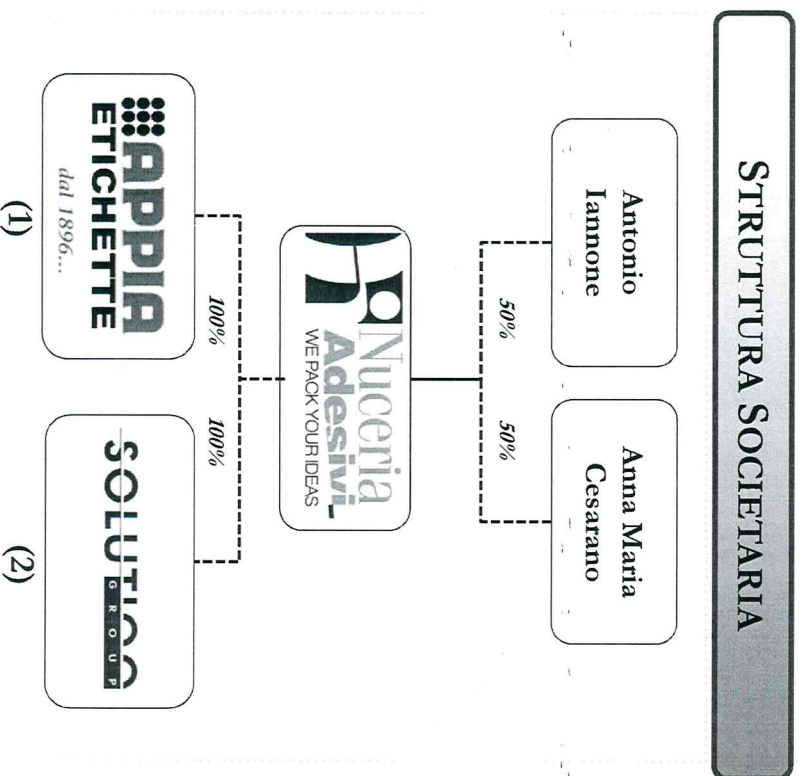 STRUTTURA SOCIETARIA
Antonio
Iannone
Anna Maria
Cesarano
50%
50%
Nuceria
Adesivi
WE PACK YOUR IDEAS
100%
100%
APPIA
ETICHETTE
dal 1896...
GROUP
(1)
(2)